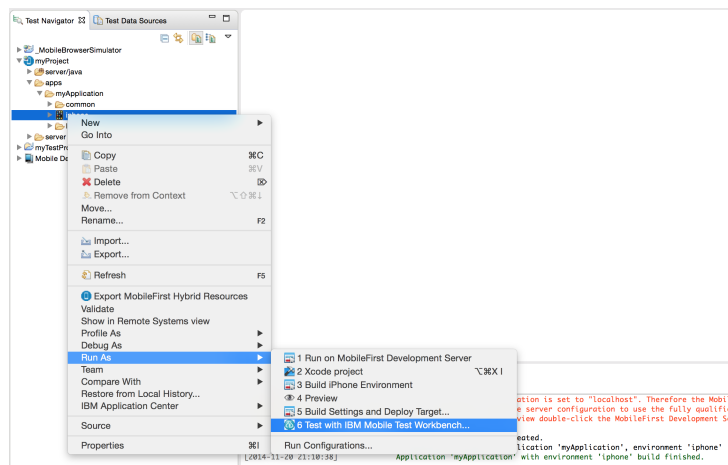 Test Navigator
Test Data Sources
_MobileBrowserSimulator
myProject
server/java
apps
myApplication
common
server
myTestPro
Mobile De
New
Go Into
Copy ⌘C
Paste ⌘V
Delete ⌦
Remove from Context ⌥⇧⌘↓
Move...
Rename... F2
Import...
Export...
Refresh F5
Export MobileFirst Hybrid Resources
Validate
Show in Remote Systems view
Profile As
Debug As
Run As
Team
Compare With
Restore from Local History...
IBM Application Center
Source
Properties ⌘I
1 Run on MobileFirst Development Server
2 Xcode project ⌥⌘X I
3 Build iPhone Environment
4 Preview
5 Build Settings and Deploy Target...
6 Test with IBM Mobile Test Workbench...
Run Configurations...
ation is set to "localhost". Therefore the Mobi
e server configuration to use the fully qualifi
view double-click the MobileFirst Development Se
eated.
lication 'myApplication', environment 'iphone'
[2014-11-20 21:10:38] Application 'myApplication' with environment 'iphone' build finished.